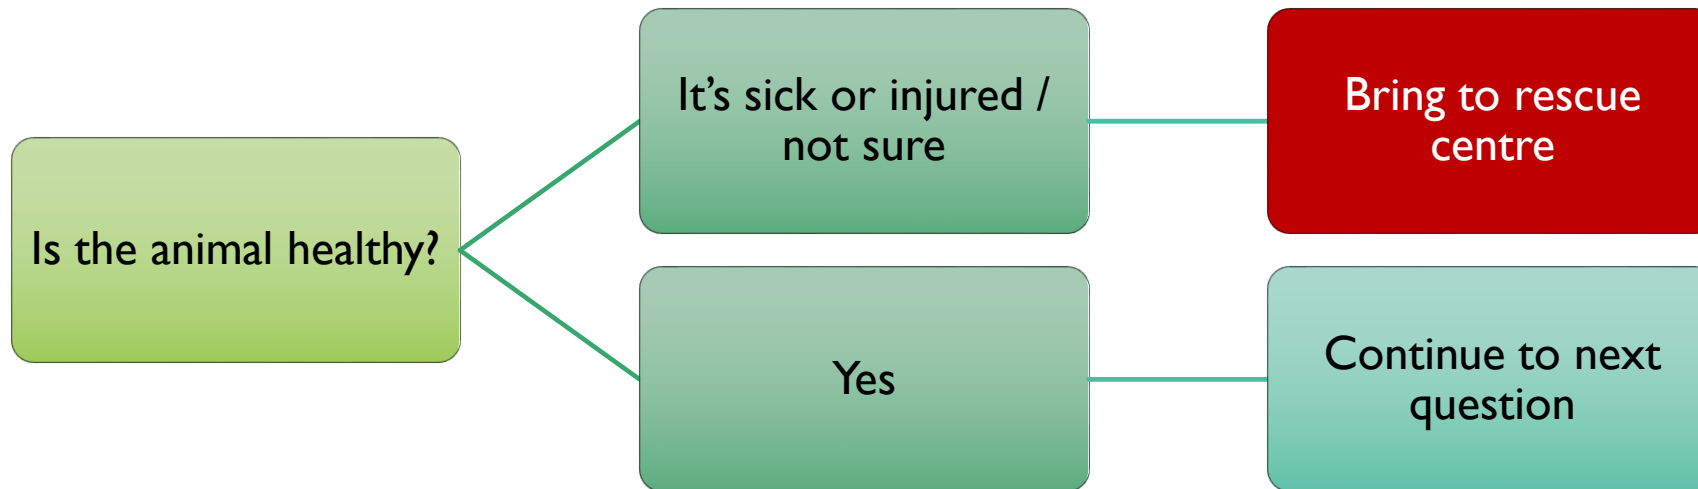 Is the animal healthy?
It’s sick or injured /
not sure
Bring to rescue
centre
Yes
Continue to next
question